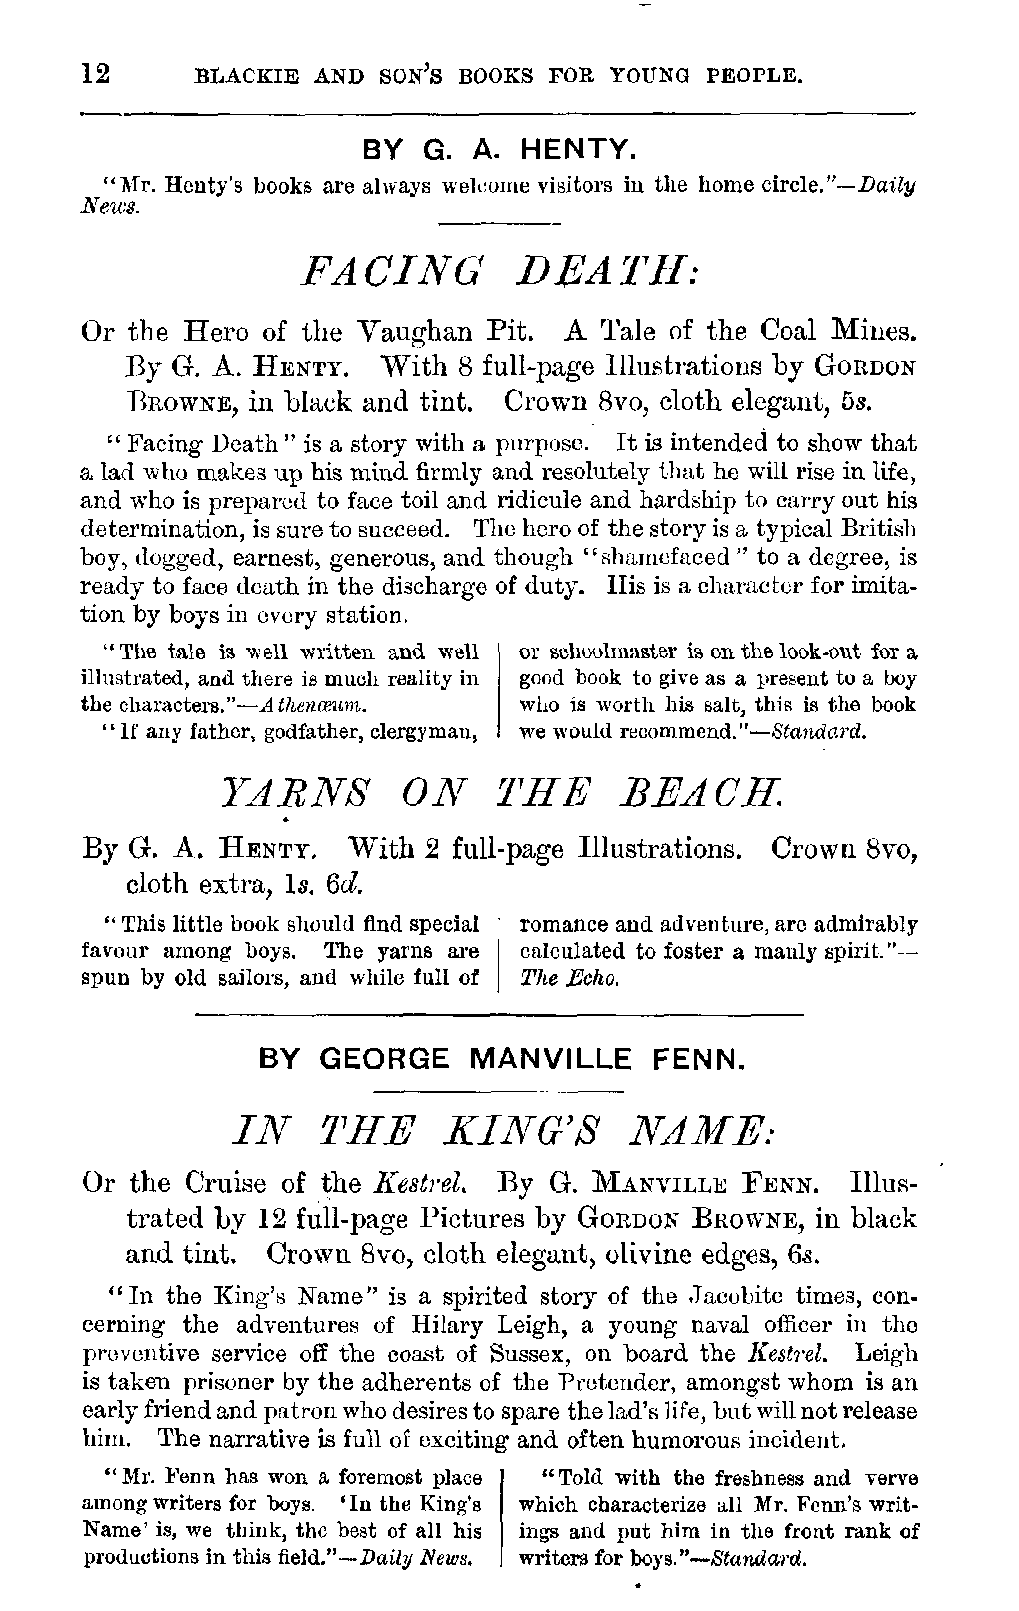 12 BLACKIE AND SON'S BOOKS FOR YOUNG PEOPLE.
BY G. A. HENTY.
"Mr. Henty's books are always welcome visitors in the home circle."—Daily
News.
FACING DEATH:
Or the Hero of the Vaughan Pit. A Tale of the Coal Mines.
By G. A. HENTY. With 8 full-page Illustrations by GORDON
BROWNE, in black and tint. Crown 8vo, cloth elegant, 5s.
"Facing Death" is a story with a purpose. It is intended to show that
a lad who makes up his mind firmly and resolutely that he will rise in life,
and who is prepared to face toil and ridicule and hardship to carry out his
determination, is sure to succeed. The hero of the story is a typical British
boy, dogged, earnest, generous, and though "shamefaced" to a degree, is
ready to face death in the discharge of duty. His is a character for imita-
tion by boys in every station.
"The tale is well written and well
illustrated, and there is much reality in
the characters."—Athenæum.
"If any father, godfather, clergyman,
or schoolmaster is on the look-out for a
good book to give as a present to a boy
who is worth his salt, this is the book
we would recommend."—Standard.
YARNS ON THE BEACH.
By G. A. HENTY. With 2 full-page Illustrations. Crown 8vo,
cloth extra, 1s. 6d.
"This little book should find special
favour among boys. The yarns are
spun by old sailors, and while full of
romance and adventure, are admirably
calculated to foster a manly spirit."—
The Echo.
BY GEORGE MANVILLE FENN.
IN THE KING'S NAME:
Or the Cruise of the Kestrel. By G. MANVILLE FENN. Illus-
trated by 12 full-page Pictures by GORDON BROWNE, in black
and tint. Crown 8vo, cloth elegant, olivine edges, 6s.
"In the King's Name" is a spirited story of the Jacobite times, con-
cerning the adventures of Hilary Leigh, a young naval officer in the
preventive service off the coast of Sussex, on board the Kestrel. Leigh
is taken prisoner by the adherents of the Pretender, amongst whom is an
early friend and patron who desires to spare the lad's life, but will not release
him. The narrative is full of exciting and often humorous incident.
"Mr. Fenn has won a foremost place
among writers for boys. 'In the King's
Name' is, we think, the best of all his
productions in this field."—Daily News.
"Told with the freshness and verve
which characterize all Mr. Fenn's writ-
ings and put him in the front rank of
writers for boys."—Standard.